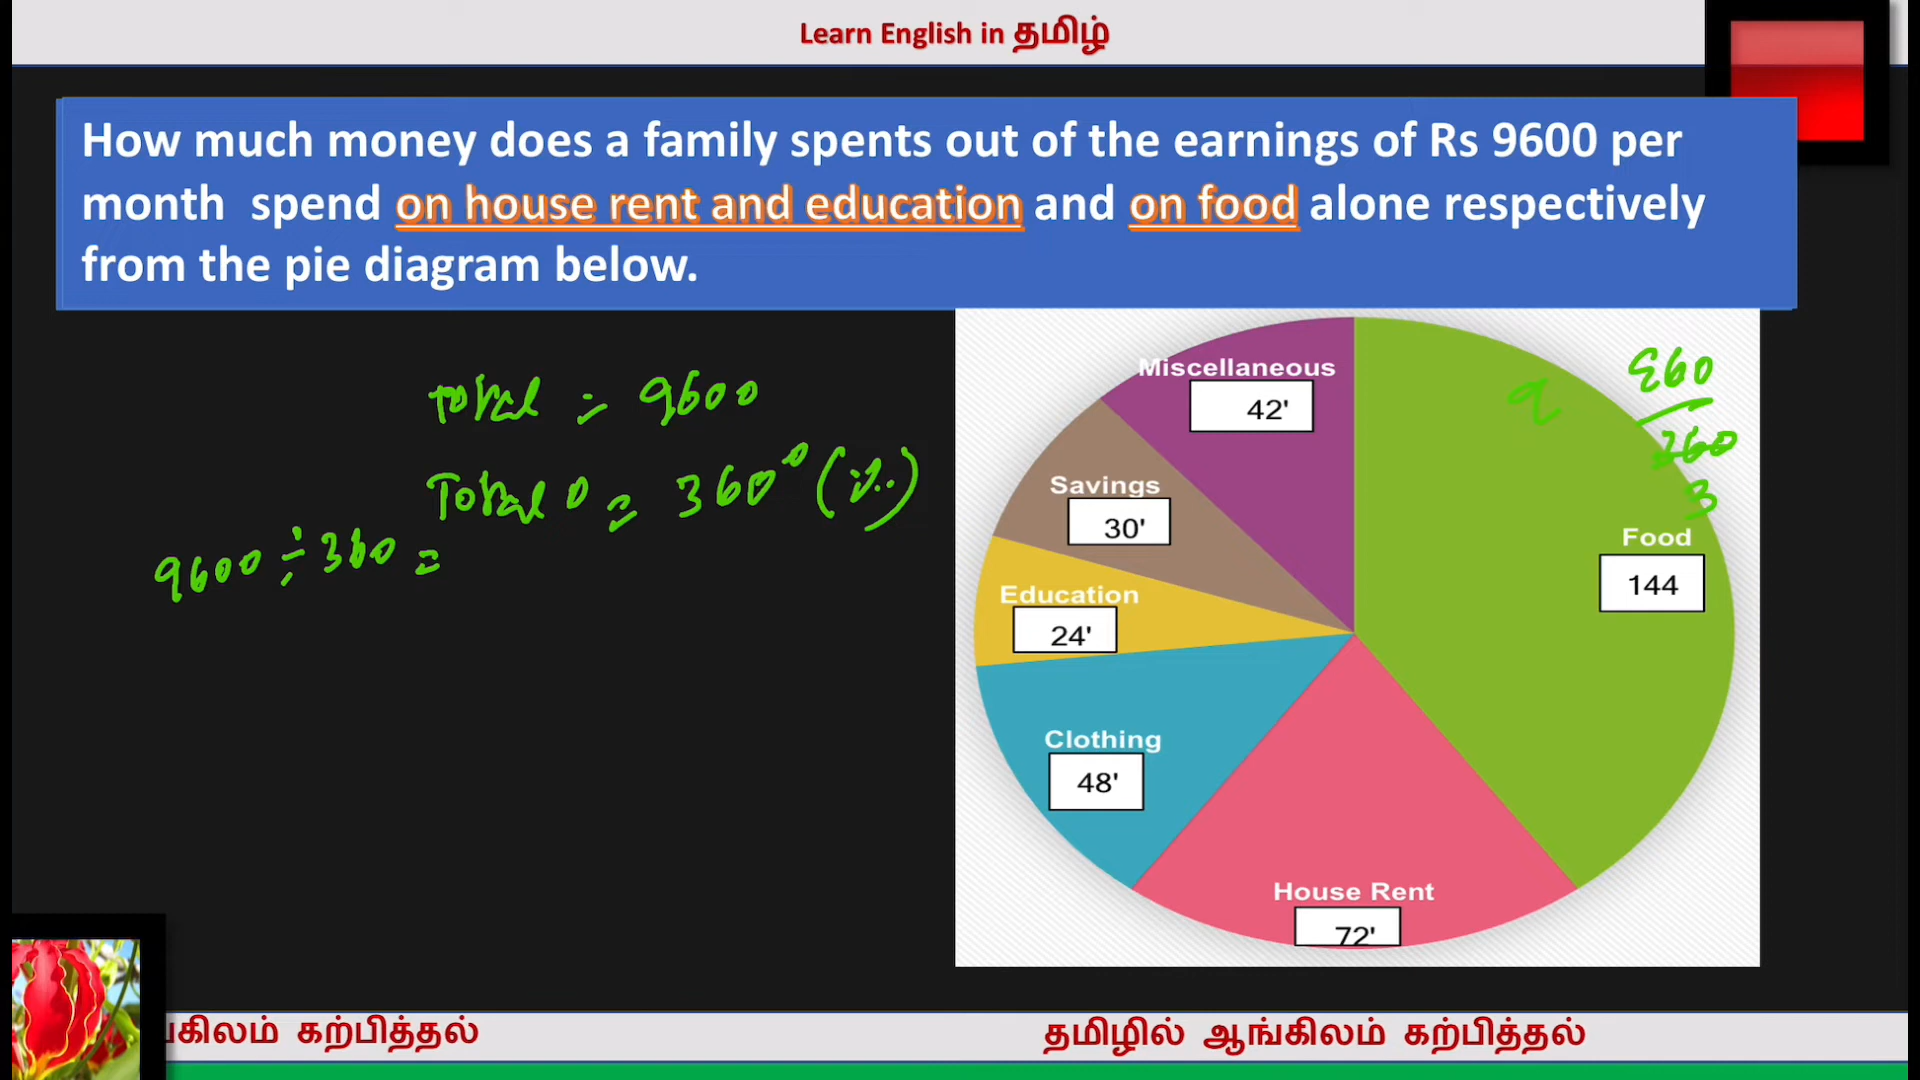 Learn English in தமிழ்
How much money does a family spents out of the earnings of Rs 9600 per
month spend on house rent and education and on food alone respectively
from the pie diagram below.
Total = 9600
Total 0 = 360°
9600 ÷ 360 =
Miscellaneous
42'
Savings
30'
Education
24'
Clothing
48'
House Rent
72'
Food
144
360
3
கிலம் கற்பித்தல்
தமிழில் ஆங்கிலம் கற்பித்தல்